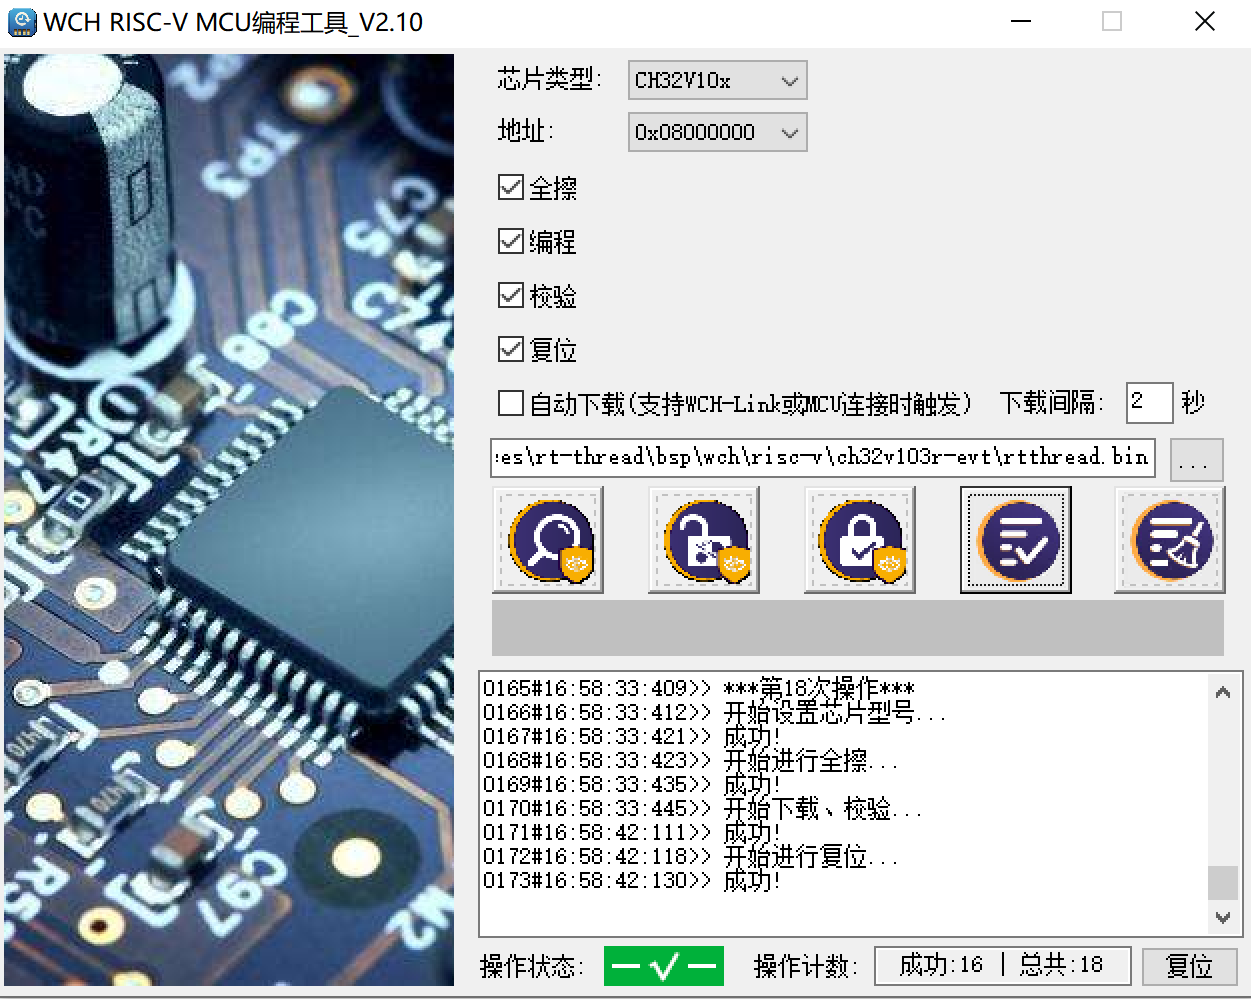 WCH RISC-V MCU编程工具_V2.10
芯片类型: CH32V10x
地址: 0x08000000
全擦
编程
校验
复位
自动下载(支持WCH-Link或MCU连接时触发) 下载间隔: 2 秒
es\rt-thread\bsp\wch\risc-v\ch32v103r-evt\rtthread.bin ...
0165#16:58:33:409>> ***第18次操作***
0166#16:58:33:412>> 开始设置芯片型号...
0167#16:58:33:421>> 成功!
0168#16:58:33:423>> 开始进行全擦...
0169#16:58:33:435>> 成功!
0170#16:58:33:445>> 开始下载、校验...
0171#16:58:42:111>> 成功!
0172#16:58:42:118>> 开始进行复位...
0173#16:58:42:130>> 成功!
操作状态: 操作计数: 成功:16 | 总共:18 复位
TP3
C75
C88
R47
C97